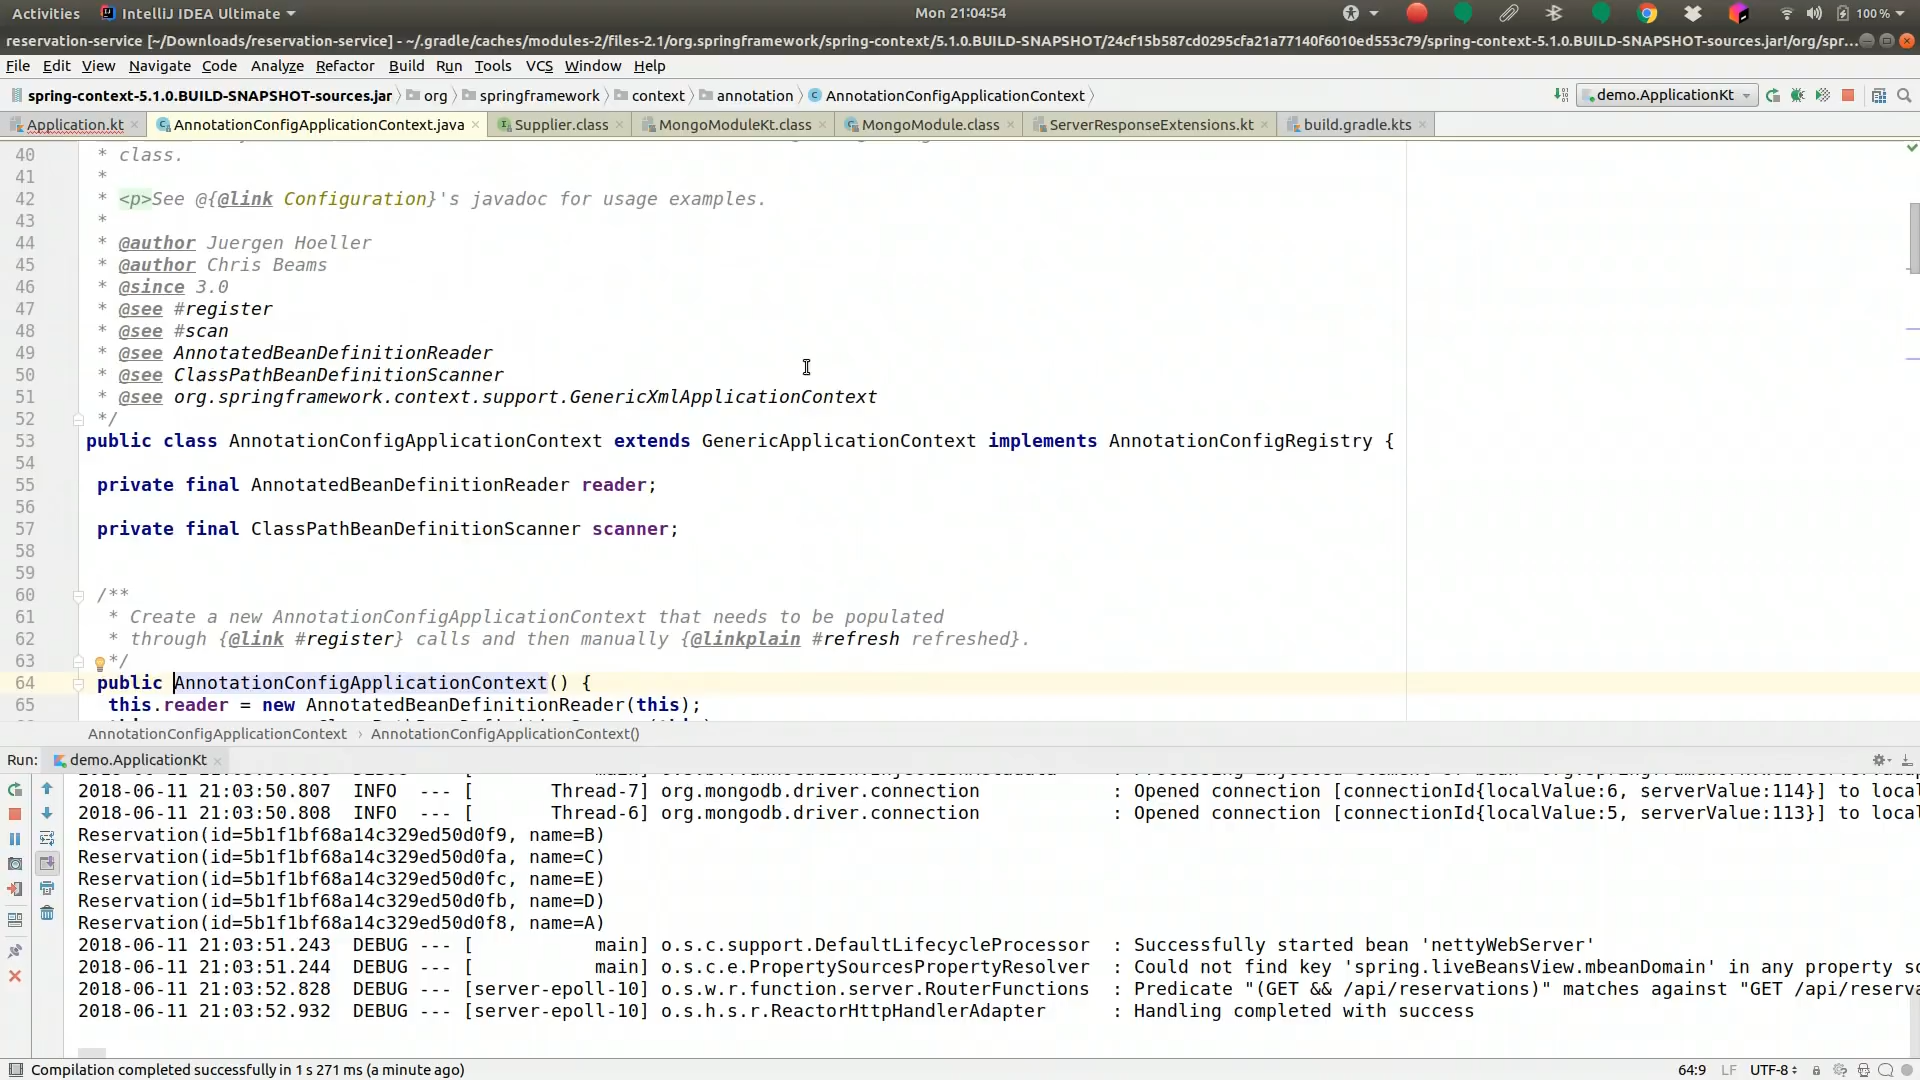 Activities IntelliJ IDEA Ultimate Mon 21:04:54 100 %
reservation-service [~/Downloads/reservation-service] - ~/.gradle/caches/modules-2/files-2.1/org.springframework/spring-context/5.1.0.BUILD-SNAPSHOT/24cf15b587cd0295cfa21a77140f6010ed553c79/spring-context-5.1.0.BUILD-SNAPSHOT-sources.jar!/org/spr...
File Edit View Navigate Code Analyze Refactor Build Run Tools VCS Window Help
spring-context-5.1.0.BUILD-SNAPSHOT-sources.jar org springframework context annotation AnnotationConfigApplicationContext demo.ApplicationKt
Application.kt AnnotationConfigApplicationContext.java Supplier.class MongoModuleKt.class MongoModule.class ServerResponseExtensions.kt build.gradle.kts
40 * class.
41 *
42 * <p>See @{@link Configuration}'s javadoc for usage examples.
43 *
44 * @author Juergen Hoeller
45 * @author Chris Beams
46 * @since 3.0
47 * @see #register
48 * @see #scan
49 * @see AnnotatedBeanDefinitionReader
50 * @see ClassPathBeanDefinitionScanner
51 * @see org.springframework.context.support.GenericXmlApplicationContext
52 */
53 public class AnnotationConfigApplicationContext extends GenericApplicationContext implements AnnotationConfigRegistry {
54
55 private final AnnotatedBeanDefinitionReader reader;
56
57 private final ClassPathBeanDefinitionScanner scanner;
58
59
60 /**
61 * Create a new AnnotationConfigApplicationContext that needs to be populated
62 * through {@link #register} calls and then manually {@linkplain #refresh refreshed}.
63 */
64 public AnnotationConfigApplicationContext() {
65 this.reader = new AnnotatedBeanDefinitionReader(this);
AnnotationConfigApplicationContext › AnnotationConfigApplicationContext()
Run: demo.ApplicationKt
2018-06-11 21:03:50.807 INFO --- [ Thread-7] org.mongodb.driver.connection : Opened connection [connectionId{localValue:6, serverValue:114}] to local
2018-06-11 21:03:50.808 INFO --- [ Thread-6] org.mongodb.driver.connection : Opened connection [connectionId{localValue:5, serverValue:113}] to local
Reservation(id=5b1f1bf68a14c329ed50d0f9, name=B)
Reservation(id=5b1f1bf68a14c329ed50d0fa, name=C)
Reservation(id=5b1f1bf68a14c329ed50d0fc, name=E)
Reservation(id=5b1f1bf68a14c329ed50d0fb, name=D)
Reservation(id=5b1f1bf68a14c329ed50d0f8, name=A)
2018-06-11 21:03:51.243 DEBUG --- [ main] o.s.c.support.DefaultLifecycleProcessor : Successfully started bean 'nettyWebServer'
2018-06-11 21:03:51.244 DEBUG --- [ main] o.s.c.e.PropertySourcesPropertyResolver : Could not find key 'spring.liveBeansView.mbeanDomain' in any property so
2018-06-11 21:03:52.828 DEBUG --- [server-epoll-10] o.s.w.r.function.server.RouterFunctions : Predicate "(GET && /api/reservations)" matches against "GET /api/reserva
2018-06-11 21:03:52.932 DEBUG --- [server-epoll-10] o.s.h.s.r.ReactorHttpHandlerAdapter : Handling completed with success
Compilation completed successfully in 1 s 271 ms (a minute ago) 64:9 LF UTF-8